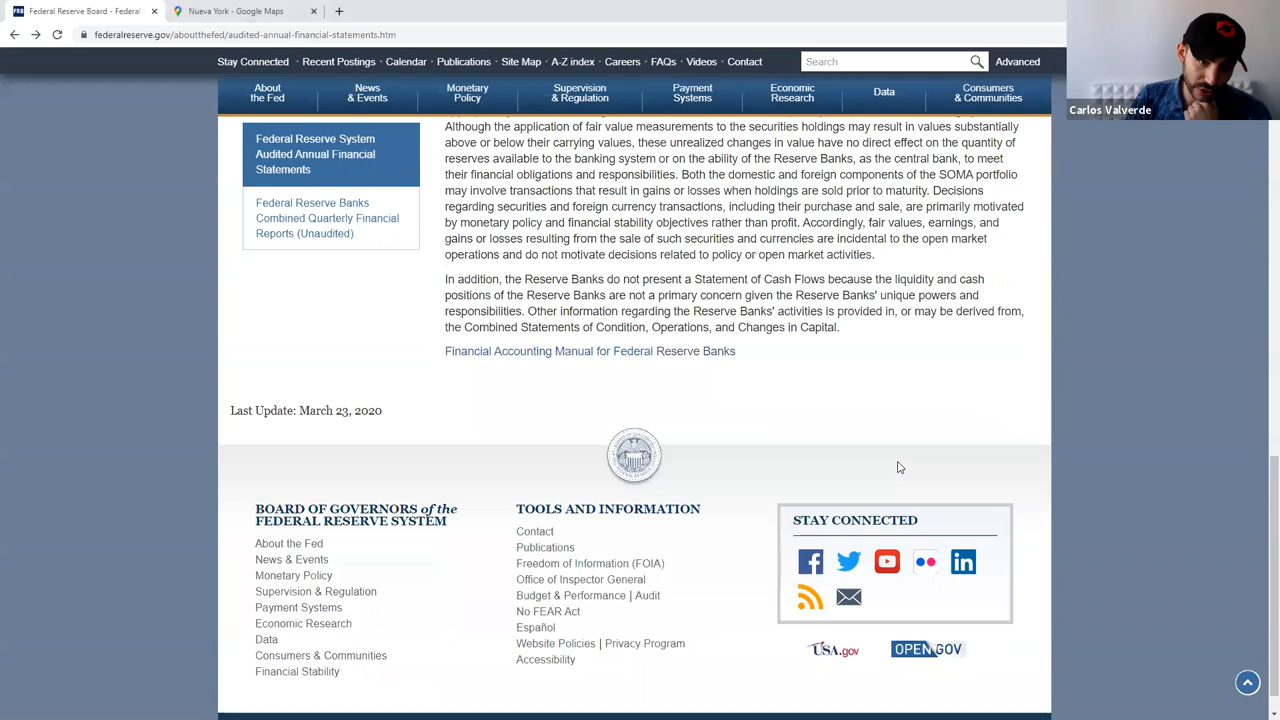 Federal Reserve Board - Federal
Nueva York - Google Maps
federalreserve.gov/aboutthefed/audited-annual-financial-statements.htm
Stay Connected · Recent Postings · Calendar · Publications · Site Map · A-Z index · Careers · FAQs · Videos · Contact
Search
Advanced
About
the Fed
News
& Events
Monetary
Policy
Supervision
& Regulation
Payment
Systems
Economic
Research
Data
Consumers
& Communities
Carlos Valverde
Federal Reserve System
Audited Annual Financial
Statements
Federal Reserve Banks
Combined Quarterly Financial
Reports (Unaudited)
Although the application of fair value measurements to the securities holdings may result in values substantially
above or below their carrying values, these unrealized changes in value have no direct effect on the quantity of
reserves available to the banking system or on the ability of the Reserve Banks, as the central bank, to meet
their financial obligations and responsibilities. Both the domestic and foreign components of the SOMA portfolio
may involve transactions that result in gains or losses when holdings are sold prior to maturity. Decisions
regarding securities and foreign currency transactions, including their purchase and sale, are primarily motivated
by monetary policy and financial stability objectives rather than profit. Accordingly, fair values, earnings, and
gains or losses resulting from the sale of such securities and currencies are incidental to the open market
operations and do not motivate decisions related to policy or open market activities.
In addition, the Reserve Banks do not present a Statement of Cash Flows because the liquidity and cash
positions of the Reserve Banks are not a primary concern given the Reserve Banks' unique powers and
responsibilities. Other information regarding the Reserve Banks' activities is provided in, or may be derived from,
the Combined Statements of Condition, Operations, and Changes in Capital.
Financial Accounting Manual for Federal Reserve Banks
Last Update: March 23, 2020
BOARD OF GOVERNORS of the
FEDERAL RESERVE SYSTEM
About the Fed
News & Events
Monetary Policy
Supervision & Regulation
Payment Systems
Economic Research
Data
Consumers & Communities
Financial Stability
TOOLS AND INFORMATION
Contact
Publications
Freedom of Information (FOIA)
Office of Inspector General
Budget & Performance | Audit
No FEAR Act
Español
Website Policies | Privacy Program
Accessibility
STAY CONNECTED
USA.gov
OPEN GOV